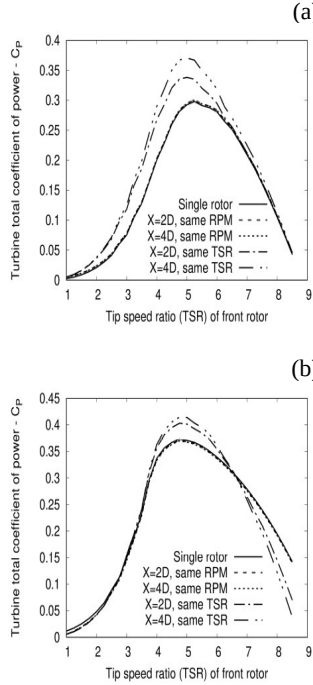 (a)
Turbine total coefficient of power - CP
0.4
0.35
0.3
0.25
0.2
0.15
0.1
0.05
0
Single rotor
X=2D, same RPM
X=4D, same RPM
X=2D, same TSR
X=4D, same TSR
1 2 3 4 5 6 7 8 9
Tip speed ratio (TSR) of front rotor
(b)
Turbine total coefficient of power - CP
0.45
0.4
0.35
0.3
0.25
0.2
0.15
0.1
0.05
0
Single rotor
X=2D, same RPM
X=4D, same RPM
X=2D, same TSR
X=4D, same TSR
1 2 3 4 5 6 7 8 9
Tip speed ratio (TSR) of front rotor